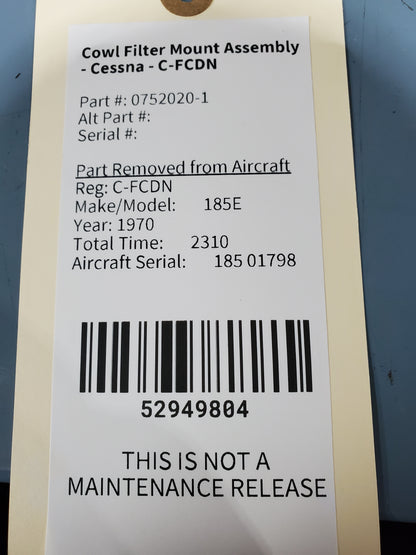 Cowl Filter Mount Assembly
- Cessna - C-FCDN
Part #: 0752020-1
Alt Part #:
Serial #:
Part Removed from Aircraft
Reg: C-FCDN
Make/Model: 185E
Year: 1970
Total Time: 2310
Aircraft Serial: 185 01798
52949804
THIS IS NOT A
MAINTENANCE RELEASE